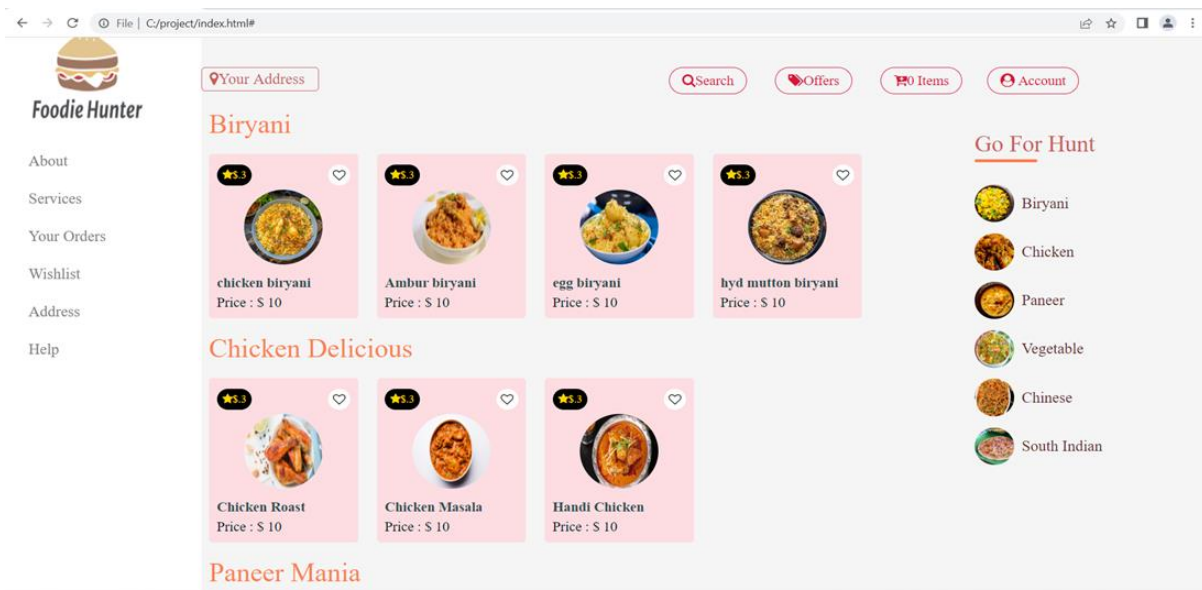 File | C:/project/index.html#
Foodie Hunter
About
Services
Your Orders
Wishlist
Address
Help
Your Address
Search
Offers
0 Items
Account
Biryani
5.3
5.3
5.3
5.3
chicken biryani
Price : $ 10
Ambur biryani
Price : $ 10
egg biryani
Price : $ 10
hyd mutton biryani
Price : $ 10
Chicken Delicious
5.3
5.3
5.3
Chicken Roast
Price : $ 10
Chicken Masala
Price : $ 10
Handi Chicken
Price : $ 10
Paneer Mania
Go For Hunt
Biryani
Chicken
Paneer
Vegetable
Chinese
South Indian